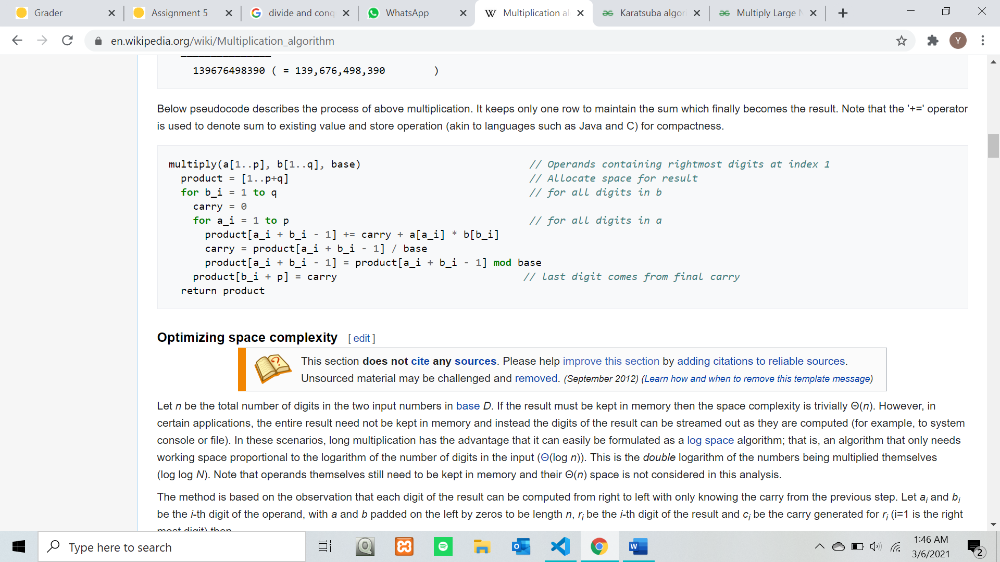 Grader
Assignment 5
divide and conq
WhatsApp
Multiplication al
Karatsuba algori
Multiply Large N
en.wikipedia.org/wiki/Multiplication_algorithm
Y
139676498390 ( = 139,676,498,390 )
Below pseudocode describes the process of above multiplication. It keeps only one row to maintain the sum which finally becomes the result. Note that the '+=' operator
is used to denote sum to existing value and store operation (akin to languages such as Java and C) for compactness.
multiply(a[1..p], b[1..q], base) // Operands containing rightmost digits at index 1
product = [1..p+q] // Allocate space for result
for b_i = 1 to q // for all digits in b
carry = 0
for a_i = 1 to p // for all digits in a
product[a_i + b_i - 1] += carry + a[a_i] * b[b_i]
carry = product[a_i + b_i - 1] / base
product[a_i + b_i - 1] = product[a_i + b_i - 1] mod base
product[b_i + p] = carry // last digit comes from final carry
return product
Optimizing space complexity [ edit ]
This section does not cite any sources. Please help improve this section by adding citations to reliable sources.
Unsourced material may be challenged and removed. (September 2012) (Learn how and when to remove this template message)
Let n be the total number of digits in the two input numbers in base D. If the result must be kept in memory then the space complexity is trivially Θ(n). However, in
certain applications, the entire result need not be kept in memory and instead the digits of the result can be streamed out as they are computed (for example, to system
console or file). In these scenarios, long multiplication has the advantage that it can easily be formulated as a log space algorithm; that is, an algorithm that only needs
working space proportional to the logarithm of the number of digits in the input (Θ(log n)). This is the double logarithm of the numbers being multiplied themselves
(log log N). Note that operands themselves still need to be kept in memory and their Θ(n) space is not considered in this analysis.
The method is based on the observation that each digit of the result can be computed from right to left with only knowing the carry from the previous step. Let ai and bi
be the i-th digit of the operand, with a and b padded on the left by zeros to be length n, ri be the i-th digit of the result and ci be the carry generated for ri (i=1 is the right
most digit) then
Type here to search
1:46 AM
3/6/2021
2